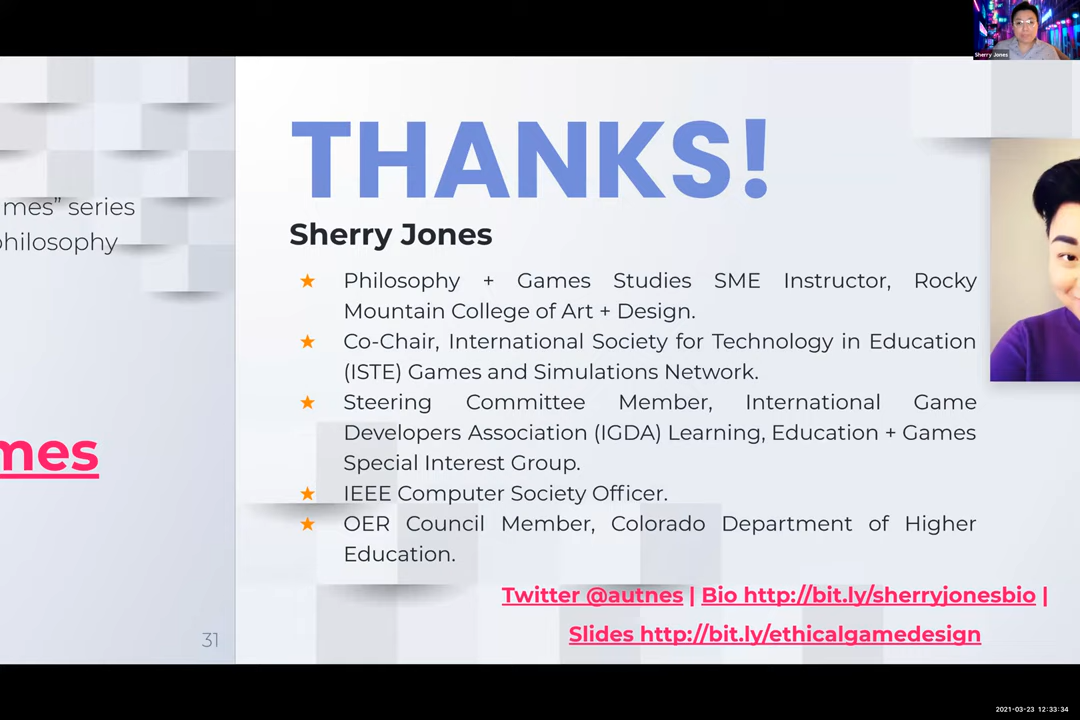 Sherry Jones
THANKS!
mes” series
philosophy
Sherry Jones
★ Philosophy + Games Studies SME Instructor, Rocky
Mountain College of Art + Design.
★ Co-Chair, International Society for Technology in Education
(ISTE) Games and Simulations Network.
★ Steering Committee Member, International Game
Developers Association (IGDA) Learning, Education + Games
Special Interest Group.
★ IEEE Computer Society Officer.
★ OER Council Member, Colorado Department of Higher
Education.
mes
Twitter @autnes | Bio http://bit.ly/sherryjonesbio |
Slides http://bit.ly/ethicalgamedesign
31
2021-03-23 12:33:34